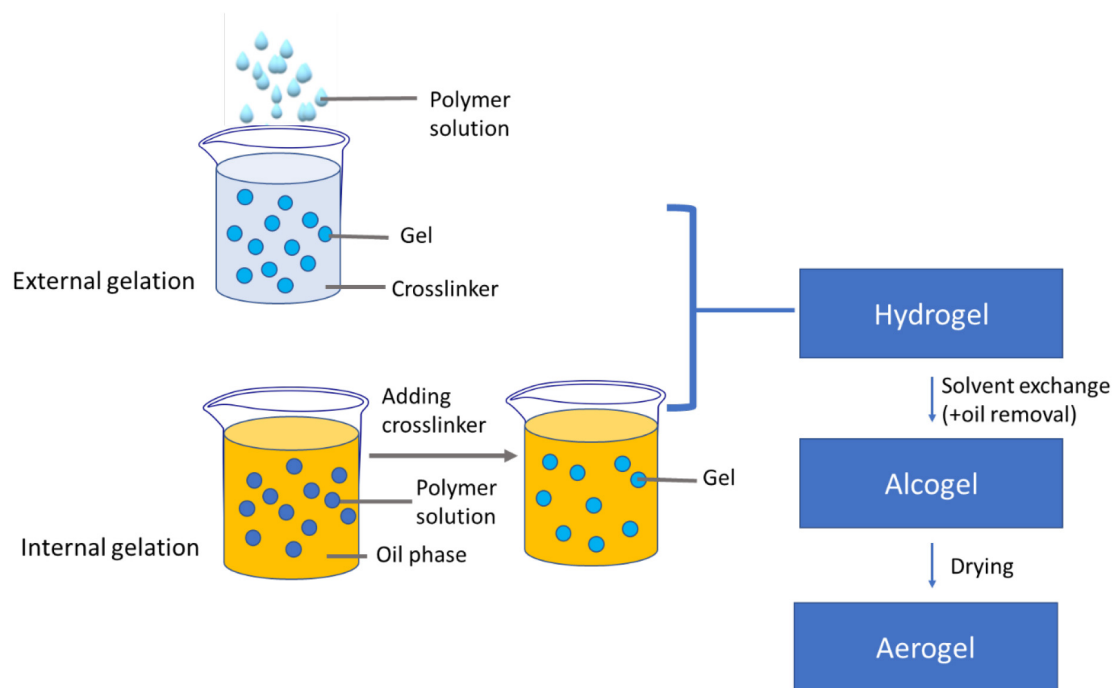 Polymer
solution
Gel
External gelation
Crosslinker
Adding
crosslinker
Polymer
solution
Internal gelation
Oil phase
Gel
Hydrogel
Solvent exchange
(+oil removal)
Alcogel
Drying
Aerogel